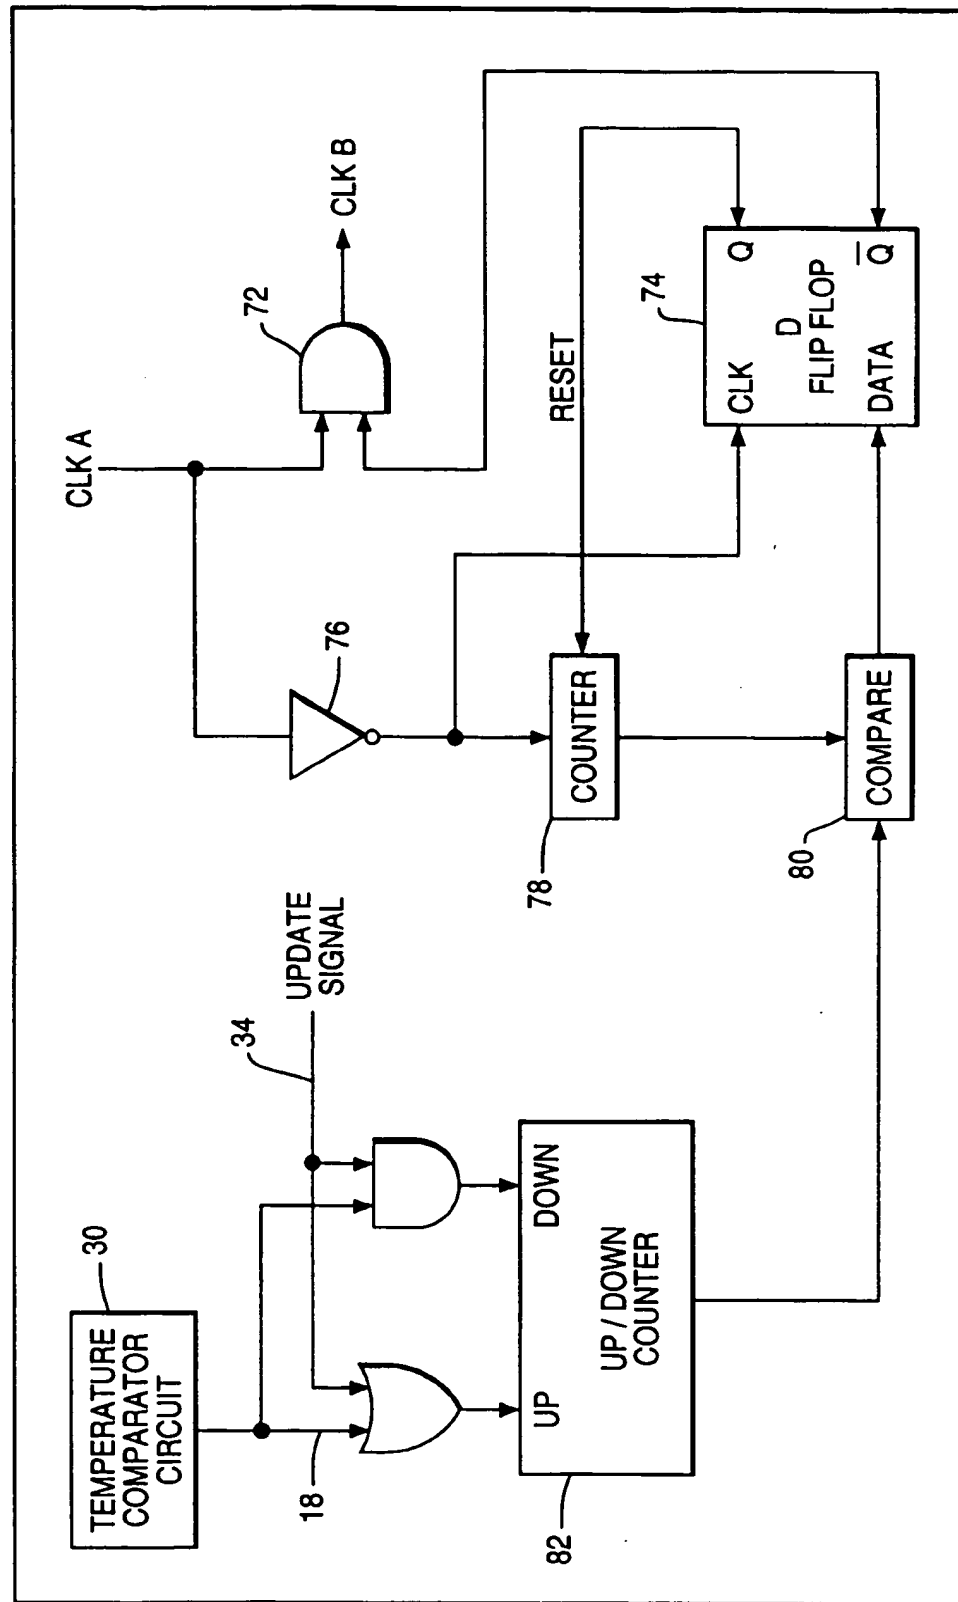 TEMPERATURE
COMPARATOR
CIRCUIT
30
18
34
UPDATE
SIGNAL
UP
DOWN
UP / DOWN
COUNTER
82
CLK A
72
CLK B
76
COUNTER
78
RESET
COMPARE
80
74
CLK
Q
D
FLIP FLOP
DATA
Q̅